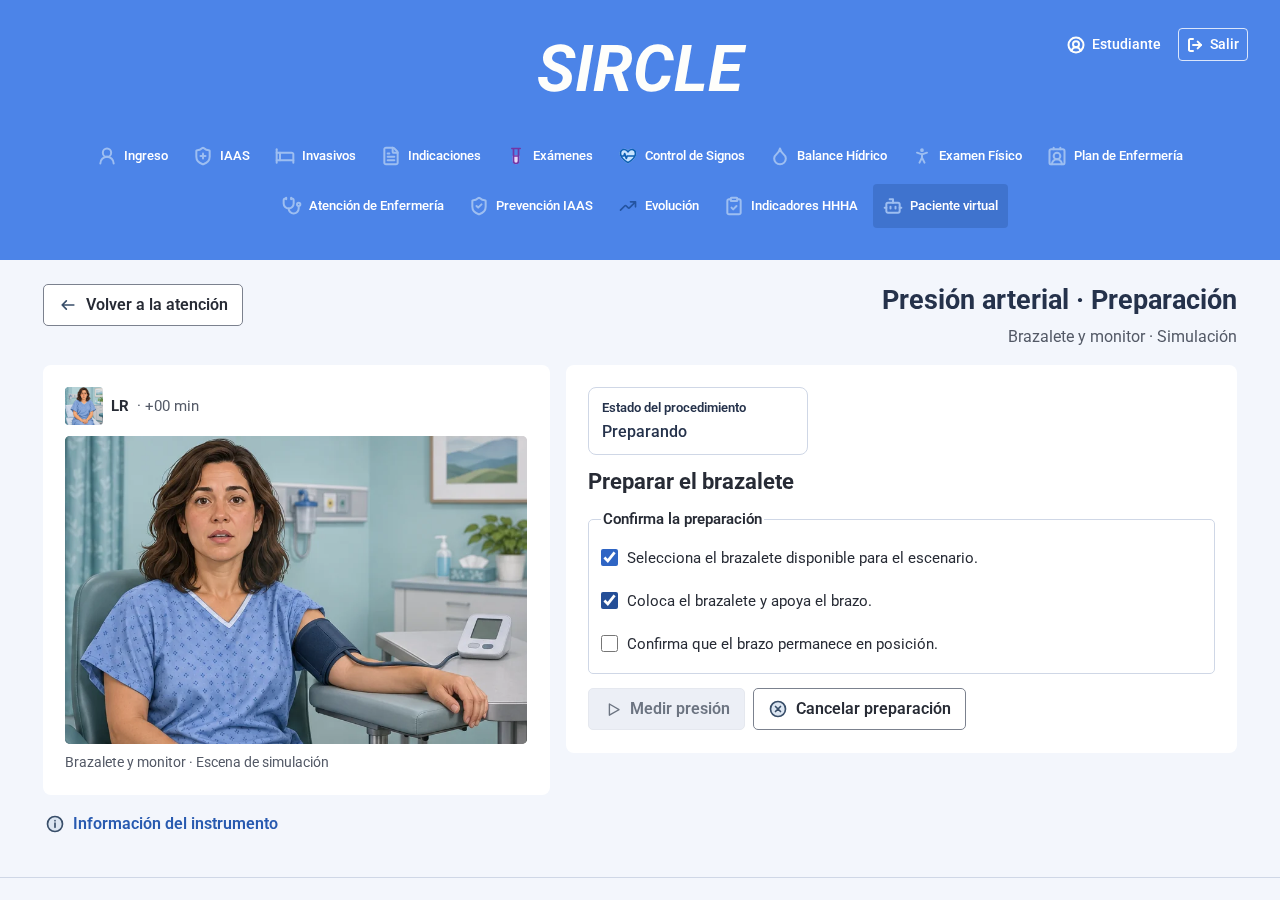 SIRCLE
Estudiante
Salir
Ingreso
IAAS
Invasivos
Indicaciones
Exámenes
Control de Signos
Balance Hídrico
Examen Físico
Plan de Enfermería
Atención de Enfermería
Prevención IAAS
Evolución
Indicadores HHHA
Paciente virtual
Volver a la atención
Presión arterial · Preparación
Brazalete y monitor · Simulación
LR · +00 min
Brazalete y monitor · Escena de simulación
Información del instrumento
Estado del procedimiento
Preparando
Preparar el brazalete
Confirma la preparación
Selecciona el brazalete disponible para el escenario.
Coloca el brazalete y apoya el brazo.
Confirma que el brazo permanece en posición.
Medir presión
Cancelar preparación